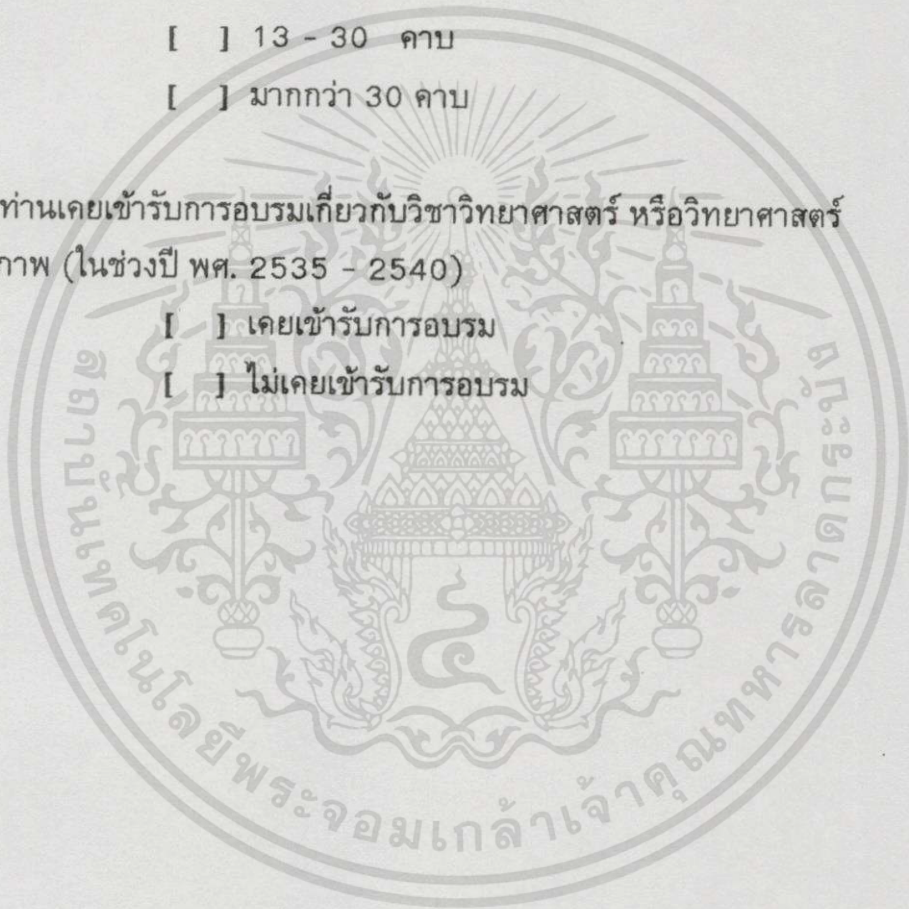 [ ] 13 - 30 คาบ
[ ] มากกว่า 30 คาบ
ท่านเคยเข้ารับการอบรมเกี่ยวกับวิชาวิทยาศาสตร์ หรือวิทยาศาสตร์
ภาพ (ในช่วงปี พศ. 2535 - 2540)
[ ] เคยเข้ารับการอบรม
[ ] ไม่เคยเข้ารับการอบรม
สถาบันเทคโนโลยีพระจอมเกล้าเจ้าคุณทหารลาดกระบัง